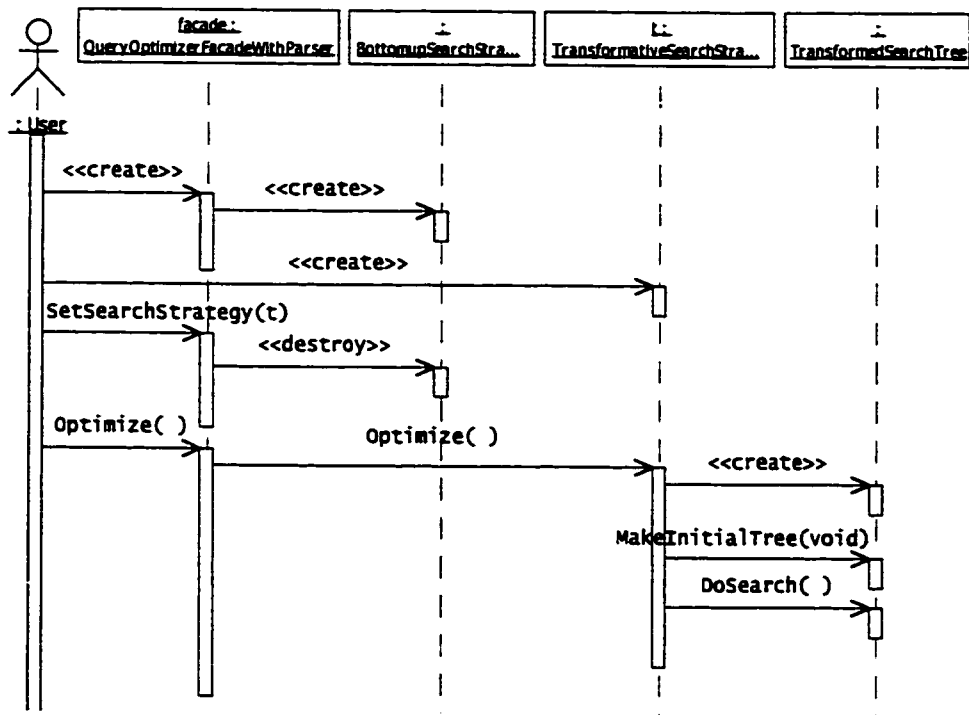 facade :
QueryOptimizerFacadeWithParser
:
BottomupSearchStra...
t :
TransformativeSearchStra...
:
TransformedSearchTree
: User
<<create>>
<<create>>
<<create>>
SetSearchStrategy(t)
<<destroy>>
Optimize( )
Optimize( )
<<create>>
MakeInitialTree(void)
DoSearch( )